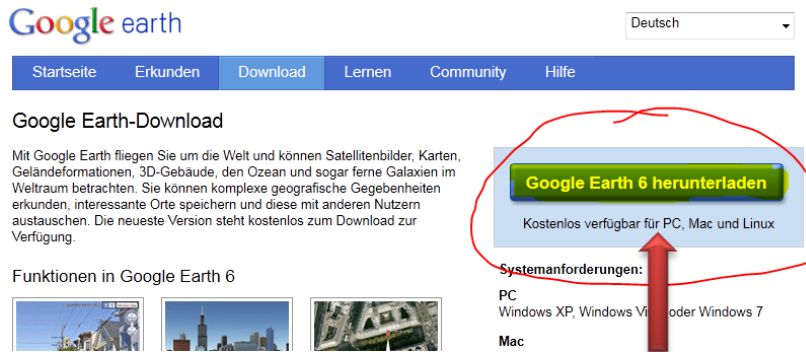 Google earth
Deutsch
Startseite Erkunden Download Lernen Community Hilfe
Google Earth-Download
Mit Google Earth fliegen Sie um die Welt und können Satellitenbilder, Karten,
Geländeformationen, 3D-Gebäude, den Ozean und sogar ferne Galaxien im
Weltraum betrachten. Sie können komplexe geografische Gegebenheiten
erkunden, interessante Orte speichern und diese mit anderen Nutzern
austauschen. Die neueste Version steht kostenlos zum Download zur
Verfügung.
Google Earth 6 herunterladen
Kostenlos verfügbar für PC, Mac und Linux
Funktionen in Google Earth 6
Systemanforderungen:
PC
Windows XP, Windows oder Windows 7
Mac